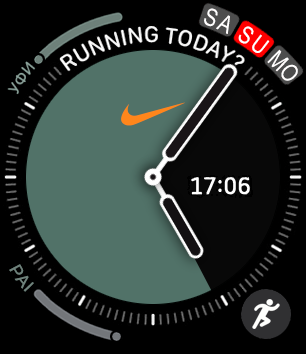 SA
SU
MO
RUNNING TODAY?
УФИ
17:06
PAI